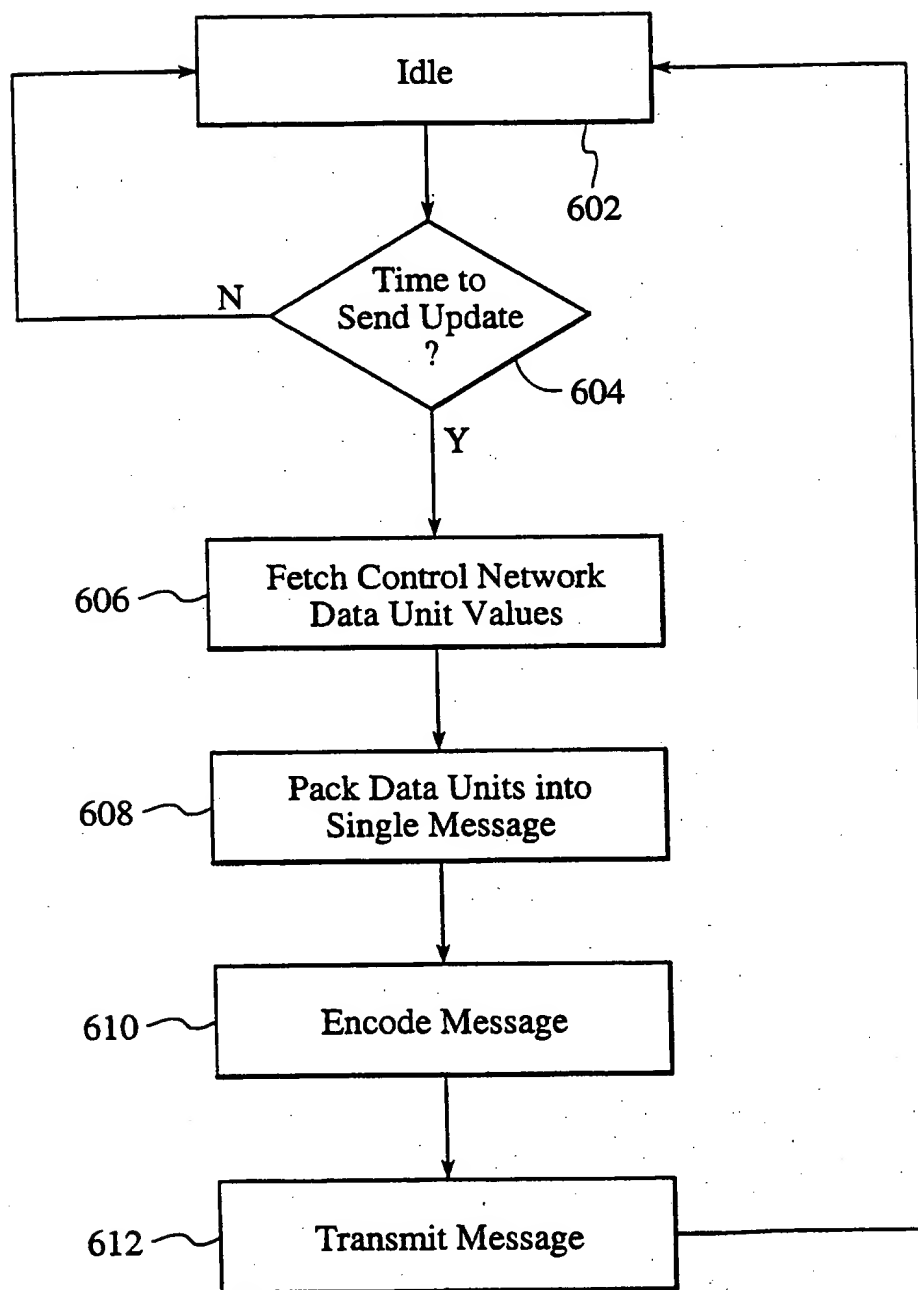 Idle
602
Time to
Send Update
?
N
604
Y
Fetch Control Network
Data Unit Values
606
Pack Data Units into
Single Message
608
Encode Message
610
Transmit Message
612